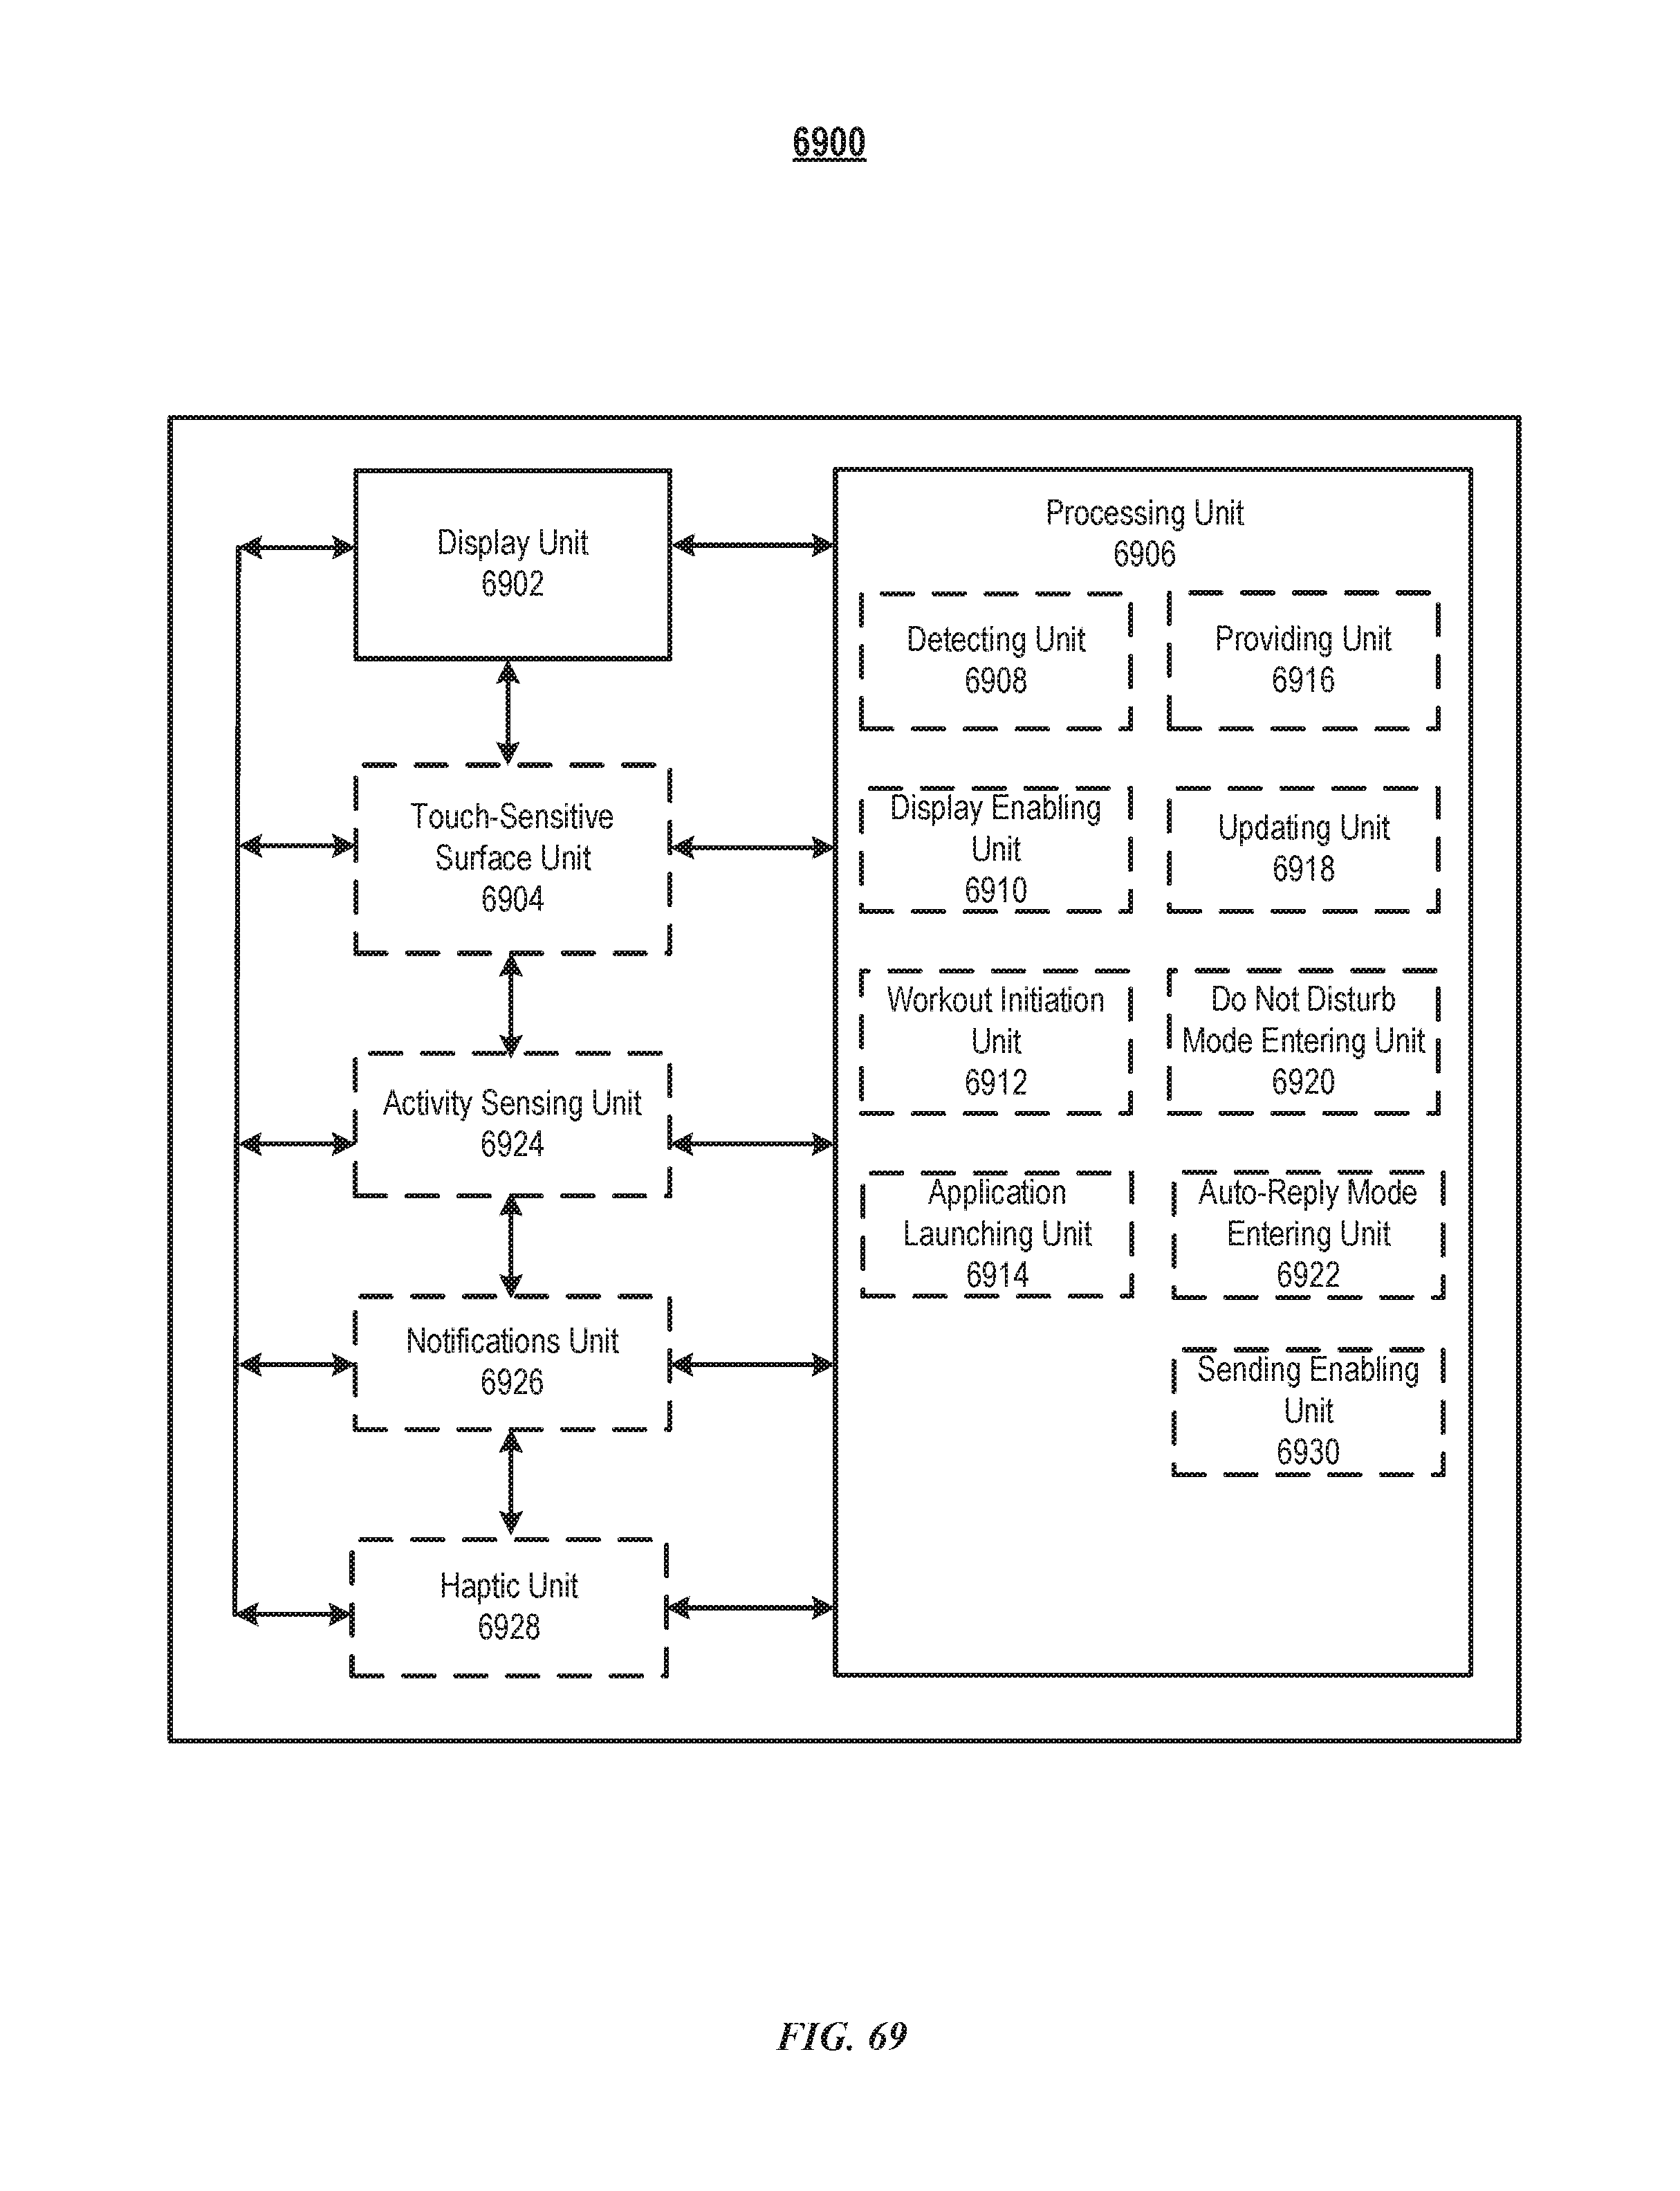 6900
Display Unit
6902
Touch-Sensitive
Surface Unit
6904
Activity Sensing Unit
6924
Notifications Unit
6926
Haptic Unit
6928
Processing Unit
6906
Detecting Unit
6908
Providing Unit
6916
Display Enabling
Unit
6910
Updating Unit
6918
Workout Initiation
Unit
6912
Do Not Disturb
Mode Entering Unit
6920
Application
Launching Unit
6914
Auto-Reply Mode
Entering Unit
6922
Sending Enabling
Unit
6930
FIG. 69